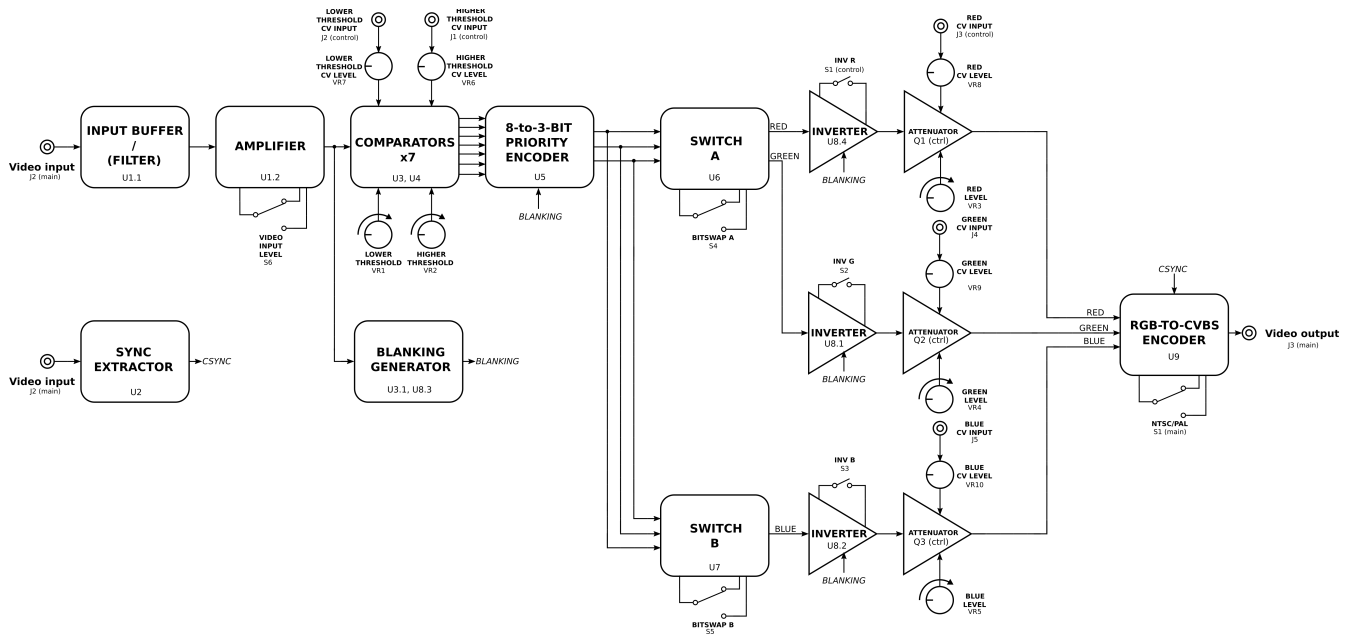 LOWER
THRESHOLD
CV INPUT
J2 (control)
HIGHER
THRESHOLD
CV INPUT
J1 (control)
LOWER
THRESHOLD
CV LEVEL
VR7
HIGHER
THRESHOLD
CV LEVEL
VR6
RED
CV INPUT
J3 (control)
RED
CV LEVEL
VR8
INV R
S1 (control)
Video input
J2 (main)
INPUT BUFFER
/
(FILTER)
U1.1
AMPLIFIER
U1.2
VIDEO
INPUT
LEVEL
S6
COMPARATORS
x7
U3, U4
LOWER
THRESHOLD
VR1
HIGHER
THRESHOLD
VR2
8-to-3-BIT
PRIORITY
ENCODER
U5
BLANKING
SWITCH
A
U6
BITSWAP A
S4
RED
GREEN
INVERTER
U8.4
BLANKING
ATTENUATOR
Q1 (ctrl)
RED
LEVEL
VR3
GREEN
CV INPUT
J4
GREEN
CV LEVEL
VR9
INV G
S2
INVERTER
U8.1
BLANKING
ATTENUATOR
Q2 (ctrl)
GREEN
LEVEL
VR4
Video input
J2 (main)
SYNC
EXTRACTOR
U2
CSYNC
BLANKING
GENERATOR
U3.1, U8.3
BLANKING
CSYNC
RED
GREEN
BLUE
RGB-TO-CVBS
ENCODER
U9
NTSC/PAL
S1 (main)
Video output
J3 (main)
BLUE
CV INPUT
J5
BLUE
CV LEVEL
VR10
INV B
S3
SWITCH
B
U7
BITSWAP B
S5
BLUE
INVERTER
U8.2
BLANKING
ATTENUATOR
Q3 (ctrl)
BLUE
LEVEL
VR5